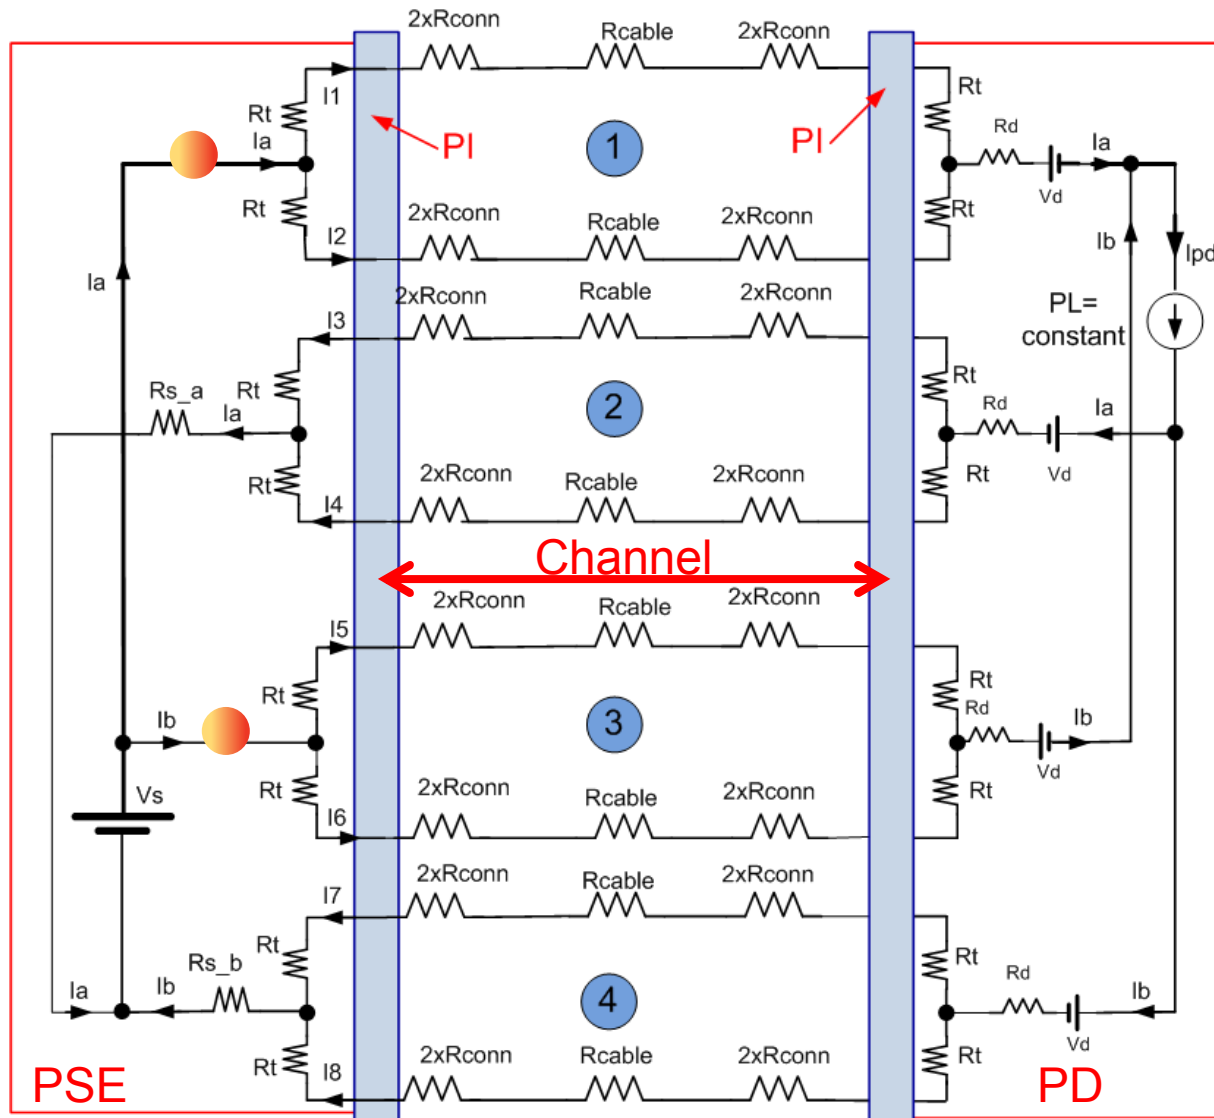 2xRconn
Rcable
2xRconn
I1
Rt
Ia
PI
1
PI
Rt
Rd
Ia
Vd
Rt
I2
2xRconn
Rcable
2xRconn
Rt
Ib
Ipd
Ia
I3
2xRconn
Rcable
2xRconn
PL=
constant
Rs_a
Ia
Rt
2
Rt
Rd
Ia
Vd
Rt
I4
2xRconn
Rcable
2xRconn
Rt
Channel
I5
2xRconn
Rcable
2xRconn
Rt
Ib
3
Rt
Rd
Ib
Vd
Vs
Rt
I6
2xRconn
Rcable
2xRconn
Rt
I7
2xRconn
Rcable
2xRconn
Rt
Ia
Ib
Rs_b
4
Rt
Rd
Ib
Vd
Rt
I8
2xRconn
Rcable
2xRconn
Rt
PSE
PD